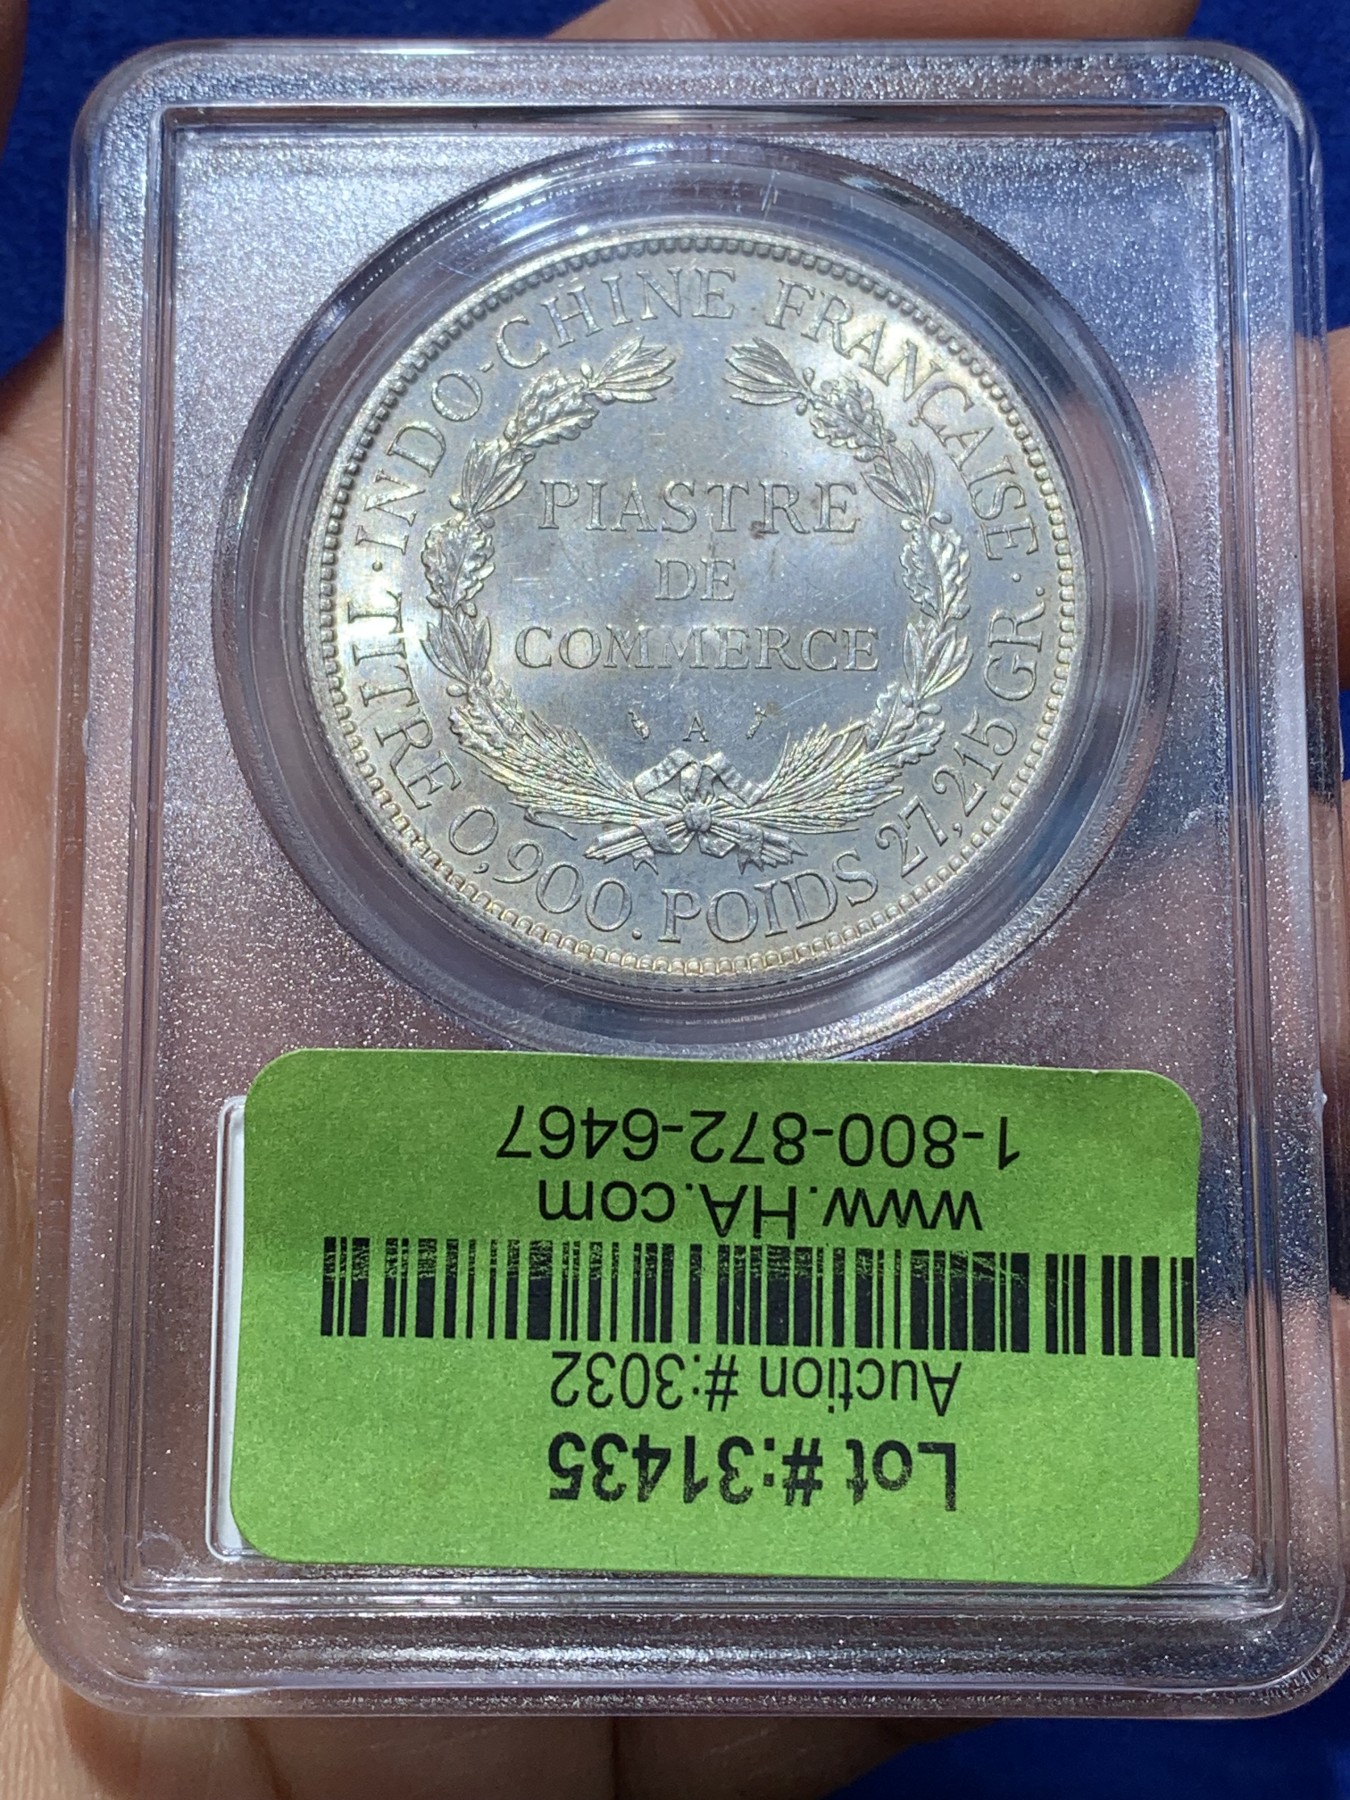 INDO-CHINE FRANÇAISE.
PIASTRE
DE
COMMERCE
A
TITRE 0,900. POIDS 27,215 GR.
Lot #:31435
Auction #:3032
www.HA.com
1-800-872-6467